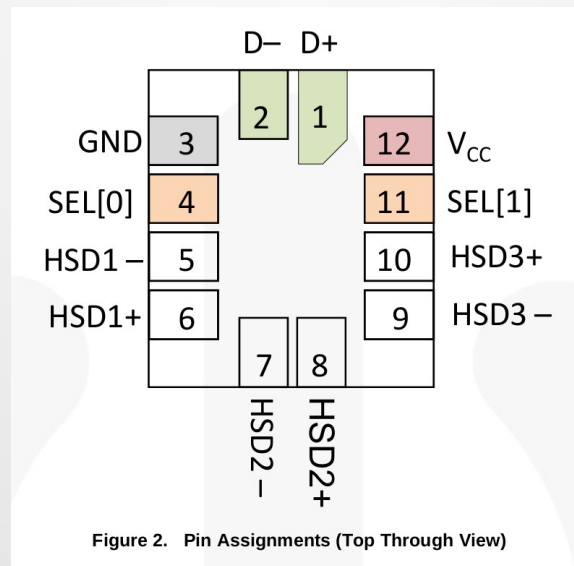 D– D+
2 1
GND 3 12 VCC
SEL[0] 4 11 SEL[1]
HSD1 – 5 10 HSD3+
HSD1+ 6 9 HSD3 –
7 8
HSD2 – HSD2+
Figure 2. Pin Assignments (Top Through View)